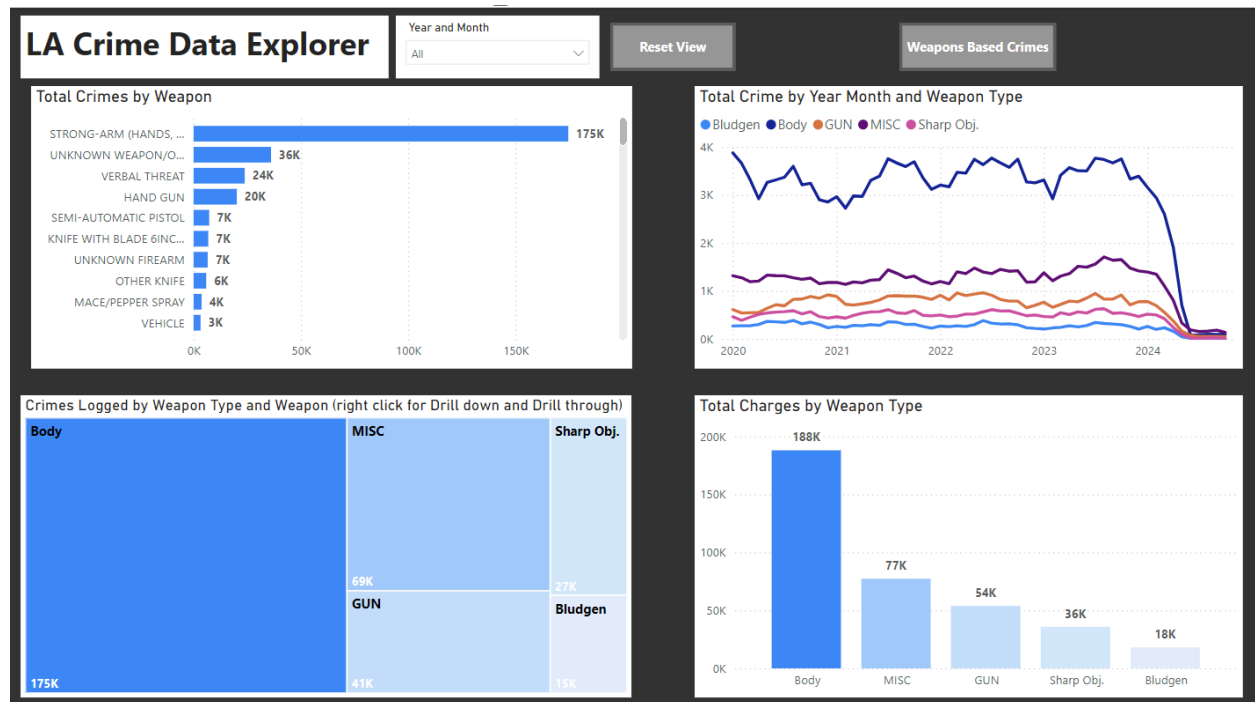 LA Crime Data Explorer
Year and Month
All
Reset View
Weapons Based Crimes
Total Crimes by Weapon
STRONG-ARM (HANDS, ... 175K
UNKNOWN WEAPON/O... 36K
VERBAL THREAT 24K
HAND GUN 20K
SEMI-AUTOMATIC PISTOL 7K
KNIFE WITH BLADE 6INC... 7K
UNKNOWN FIREARM 7K
OTHER KNIFE 6K
MACE/PEPPER SPRAY 4K
VEHICLE 3K
0K 50K 100K 150K
Total Crime by Year Month and Weapon Type
Bludgen Body GUN MISC Sharp Obj.
4K
3K
2K
1K
0K
2020 2021 2022 2023 2024
Crimes Logged by Weapon Type and Weapon (right click for Drill down and Drill through)
Body
175K
MISC
69K
GUN
41K
Sharp Obj.
27K
Bludgen
15K
Total Charges by Weapon Type
200K
150K
100K
50K
0K
188K
77K
54K
36K
18K
Body MISC GUN Sharp Obj. Bludgen